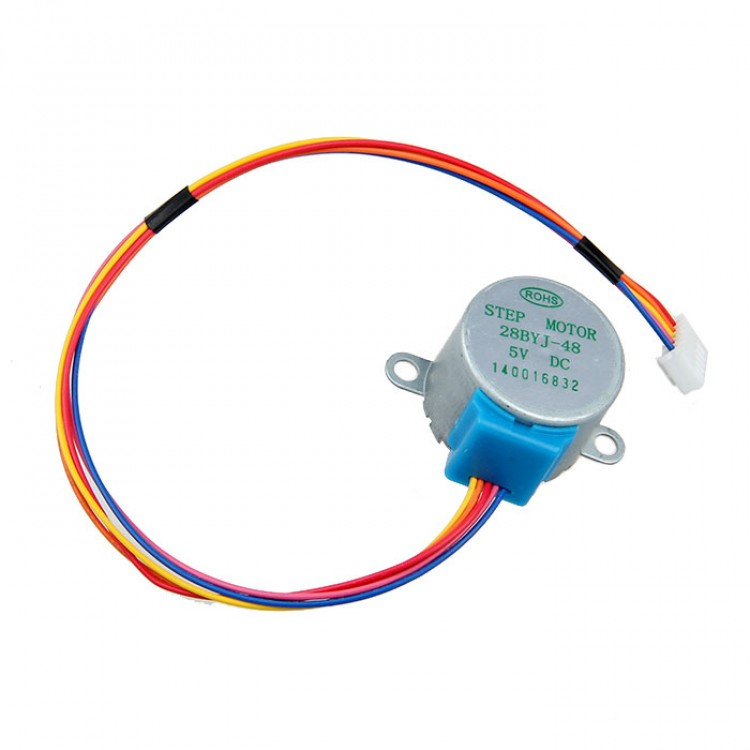 ROHS
STEP MOTOR
28BYJ-48
5V DC
140016832